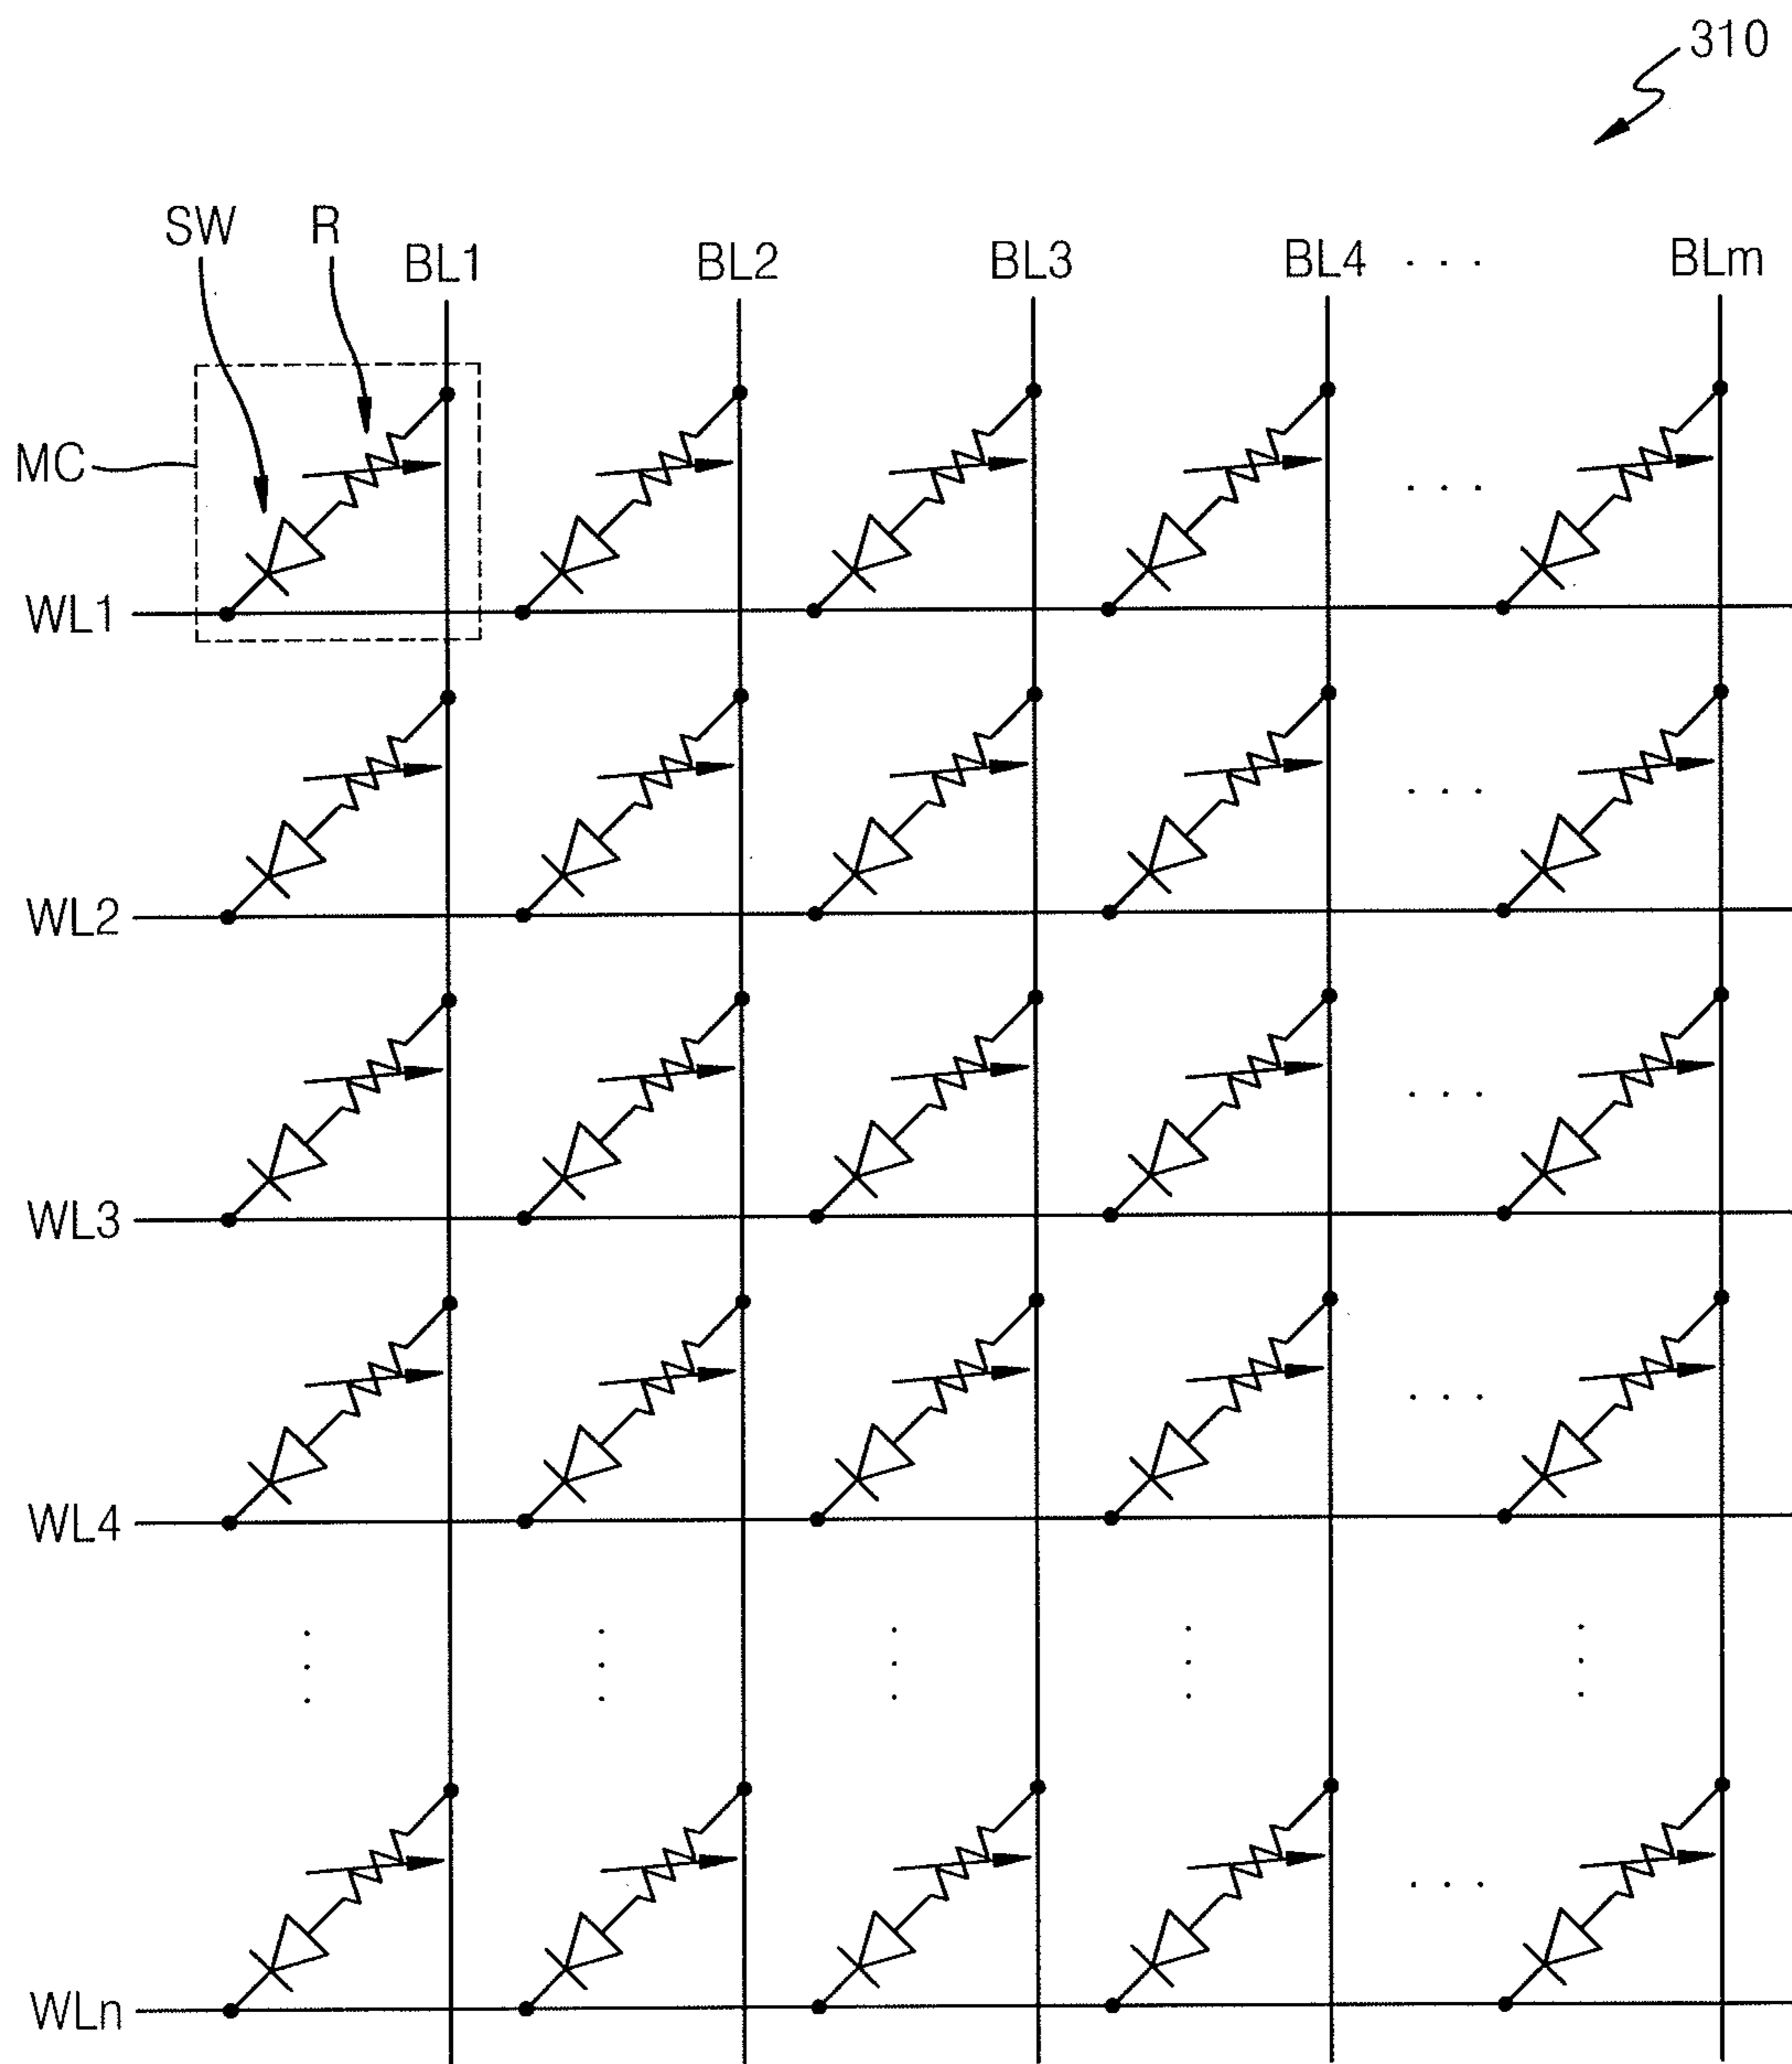 310
SW R BL1 BL2 BL3 BL4 . . . BLm
MC
. . .
WL1
. . .
WL2
. . .
WL3
. . .
WL4
. . .
WLn